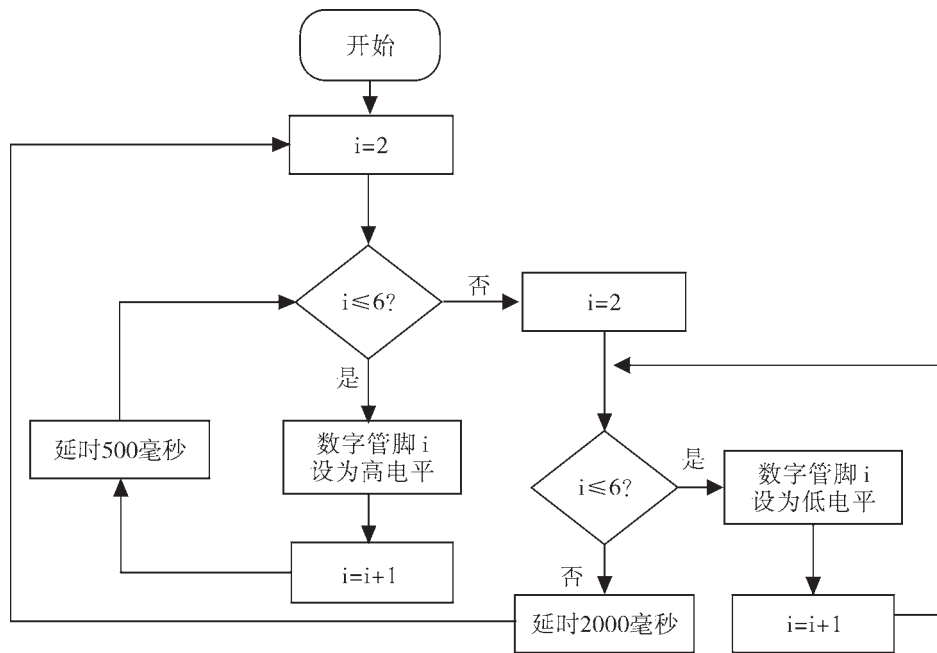 开始
i=2
i≤6?
否
i=2
是
延时500毫秒
数字管脚 i
设为高电平
i≤6?
是
数字管脚 i
设为低电平
i=i+1
否
延时2000毫秒
i=i+1